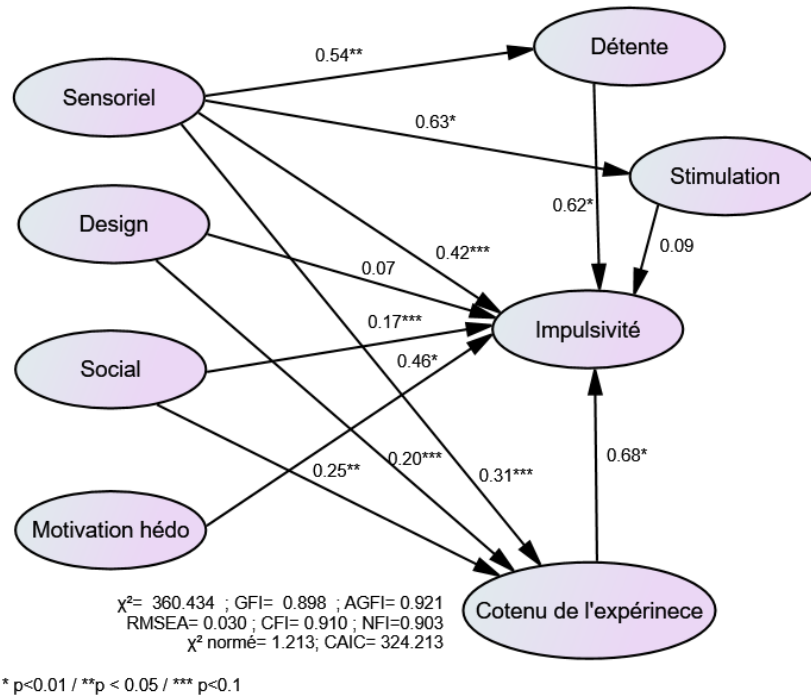 Détente
0.54**
Sensoriel
0.63*
Stimulation
Design
0.62*
0.42***
0.09
0.07
0.17***
Impulsivité
Social
0.46*
0.25**
0.20***
0.31***
0.68*
Motivation hédo
χ²= 360.434 ; GFI= 0.898 ; AGFI= 0.921
RMSEA= 0.030 ; CFI= 0.910 ; NFI=0.903
χ² normé= 1.213; CAIC= 324.213
Cotenu de l'expérinece
* p<0.01 / **p < 0.05 / *** p<0.1